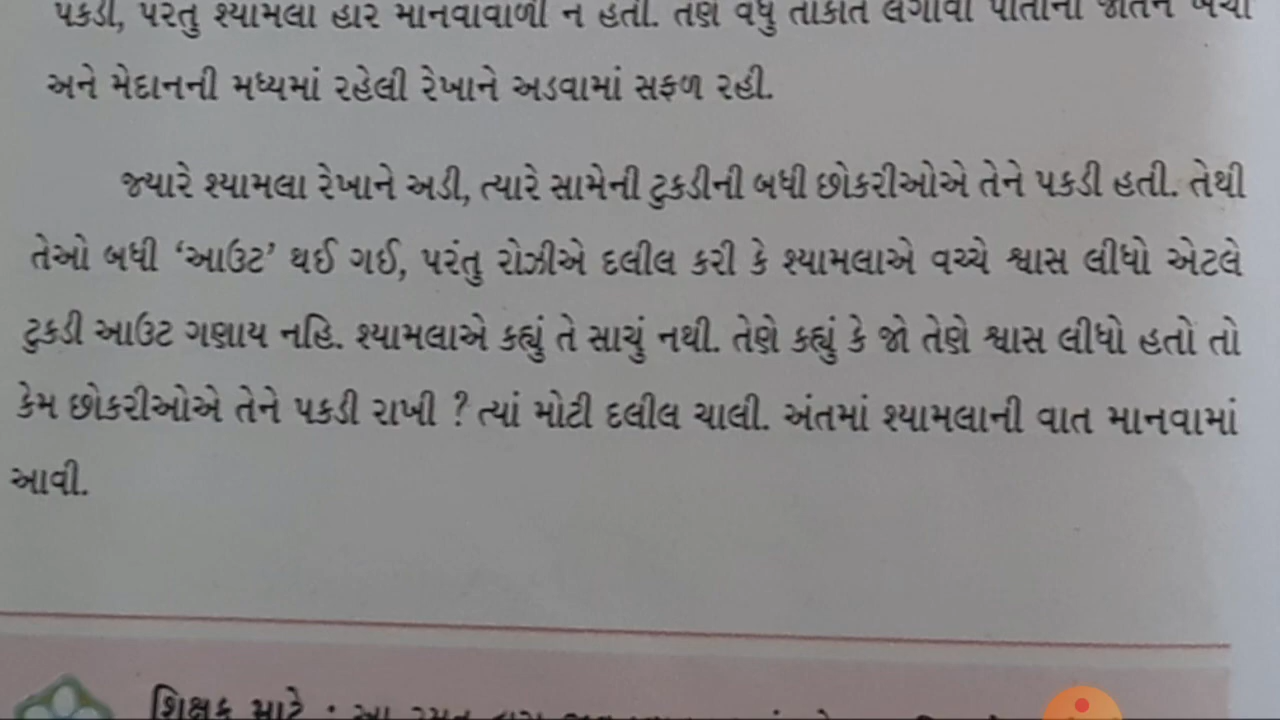 પકડી, પરંતુ શ્યામલા હાર માનવાવાળી ન હતી. તેણે વધુ તાકાત લગાવી પોતાની જાતને
અને મેદાનની મધ્યમાં રહેલી રેખાને અડવામાં સફળ રહી.
જ્યારે શ્યામલા રેખાને અડી, ત્યારે સામેની ટુકડીની બધી છોકરીઓએ તેને પકડી હતી. તેથી
તેઓ બધી ‘આઉટ’ થઈ ગઈ, પરંતુ રોઝીએ દલીલ કરી કે શ્યામલાએ વચ્ચે શ્વાસ લીધો એટલે
ટુકડી આઉટ ગણાય નહિ. શ્યામલાએ કહ્યું તે સાચું નથી. તેણે કહ્યું કે જો તેણે શ્વાસ લીધો હતો તો
કેમ છોકરીઓએ તેને પકડી રાખી ? ત્યાં મોટી દલીલ ચાલી. અંતમાં શ્યામલાની વાત માનવામાં
આવી.
શિક્ષક માટે : આ રમત